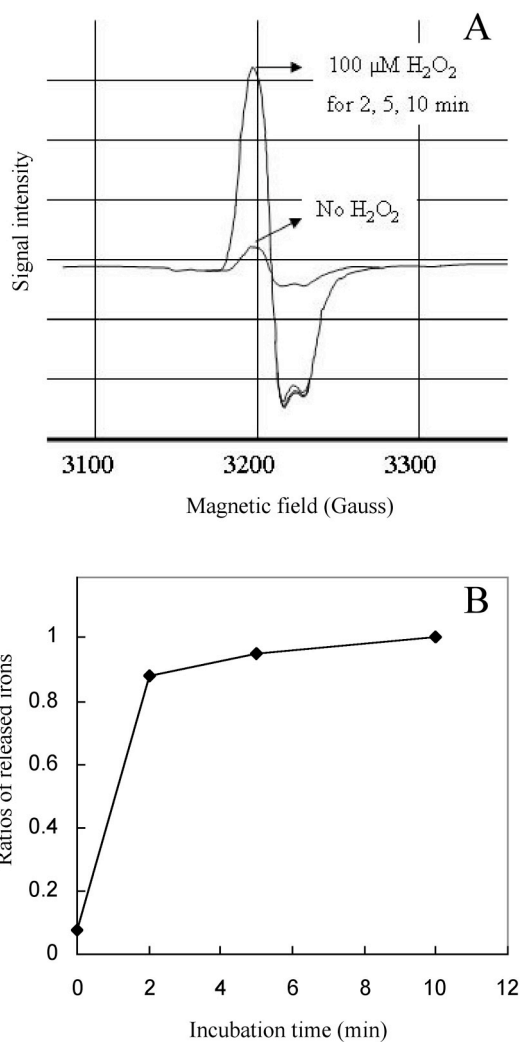 A
100 μM H₂O₂
for 2, 5, 10 min
No H₂O₂
Signal intensity
3100 3200 3300
Magnetic field (Gauss)
B
1
0.8
0.6
0.4
0.2
0
Ratios of released irons
0 2 4 6 8 10 12
Incubation time (min)